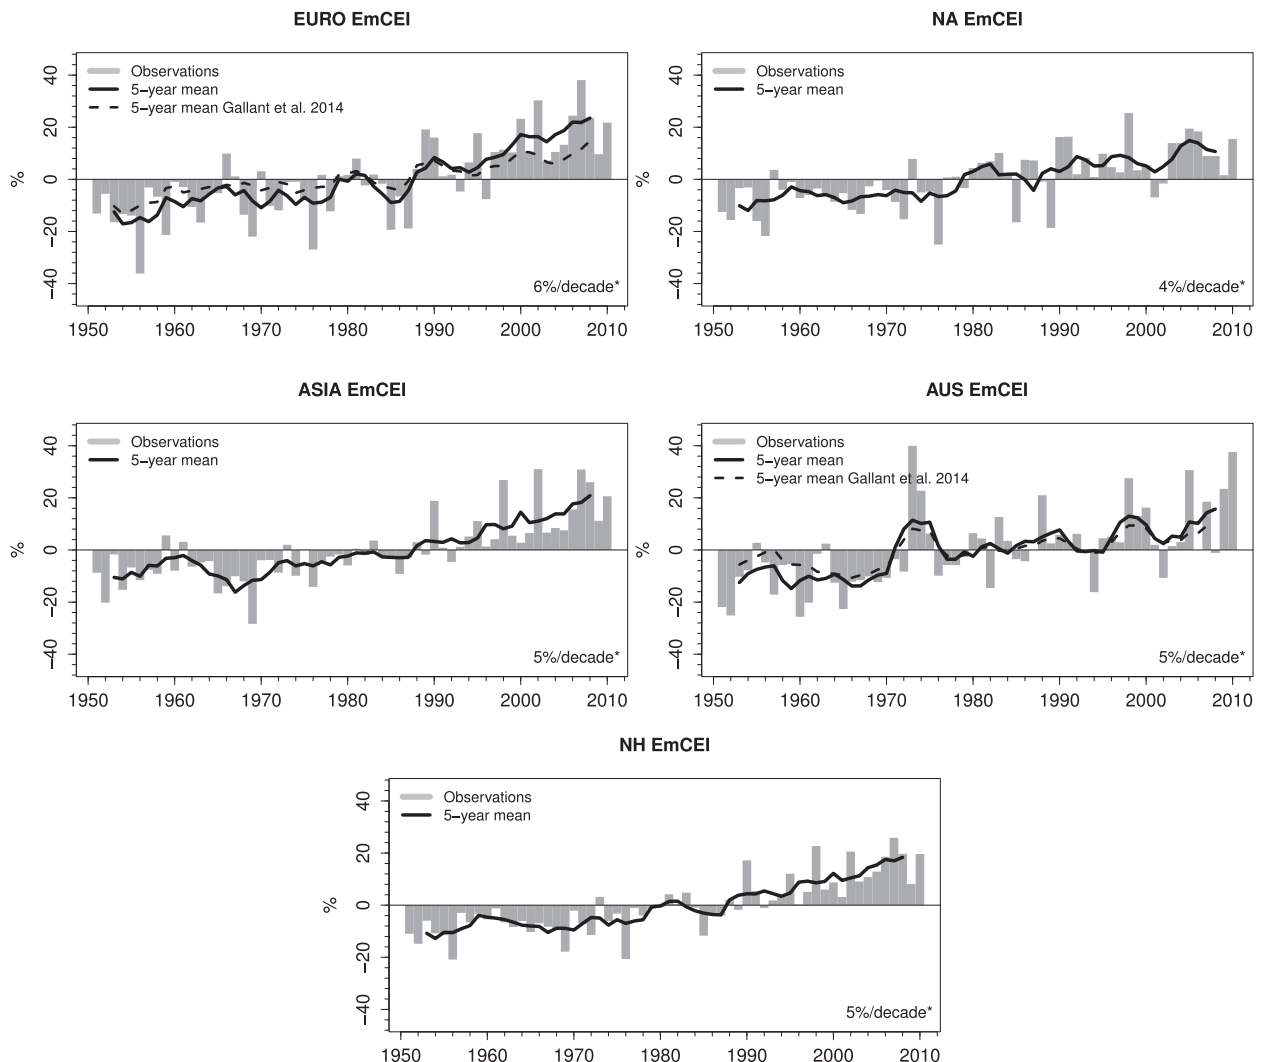 EURO EmCEI
40
20
0
−20
−40
%
Observations
5−year mean
5−year mean Gallant et al. 2014
6%/decade*
1950 1960 1970 1980 1990 2000 2010
NA EmCEI
40
20
0
−20
−40
%
Observations
5−year mean
4%/decade*
1950 1960 1970 1980 1990 2000 2010
ASIA EmCEI
40
20
0
−20
−40
%
Observations
5−year mean
5%/decade*
1950 1960 1970 1980 1990 2000 2010
AUS EmCEI
40
20
0
−20
−40
%
Observations
5−year mean
5−year mean Gallant et al. 2014
5%/decade*
1950 1960 1970 1980 1990 2000 2010
NH EmCEI
40
20
0
−20
−40
%
Observations
5−year mean
5%/decade*
1950 1960 1970 1980 1990 2000 2010